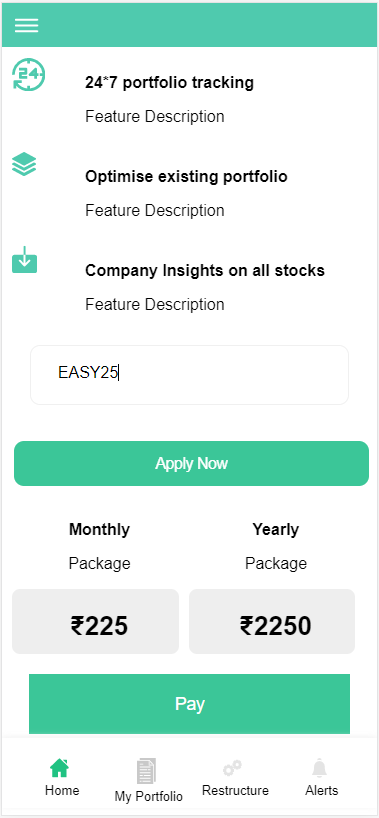 24
24*7 portfolio tracking
Feature Description
Optimise existing portfolio
Feature Description
Company Insights on all stocks
Feature Description
EASY25
Apply Now
Monthly Yearly
Package Package
₹225 ₹2250
Pay
Home My Portfolio Restructure Alerts